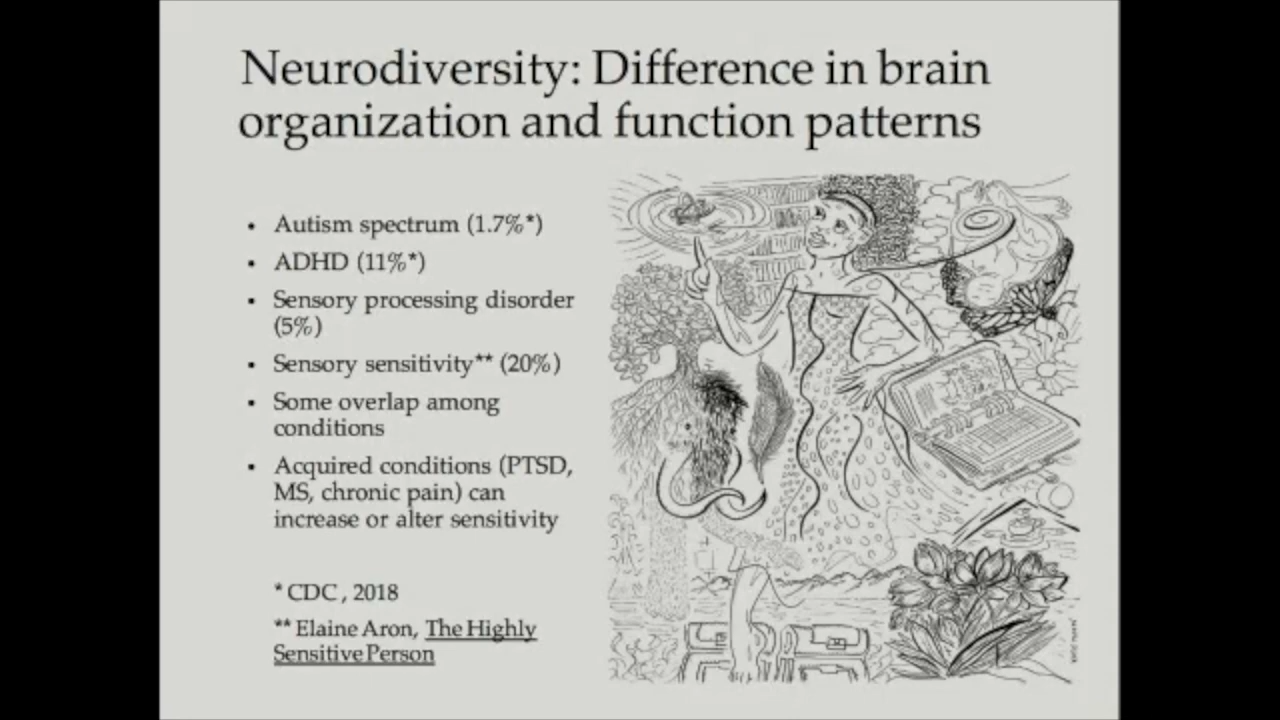 Neurodiversity: Difference in brain
organization and function patterns
▪ Autism spectrum (1.7%*)
▪ ADHD (11%*)
▪ Sensory processing disorder
(5%)
▪ Sensory sensitivity** (20%)
▪ Some overlap among
conditions
▪ Acquired conditions (PTSD,
MS, chronic pain) can
increase or alter sensitivity
* CDC , 2018
** Elaine Aron, The Highly
Sensitive Person